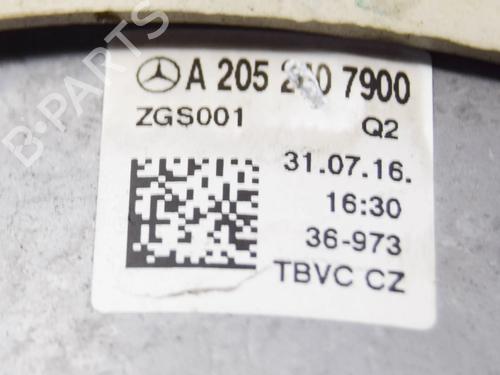 A 205 7900
ZGS001 Q2
31.07.16.
16:30
36-973
TBVC CZ
B-Parts